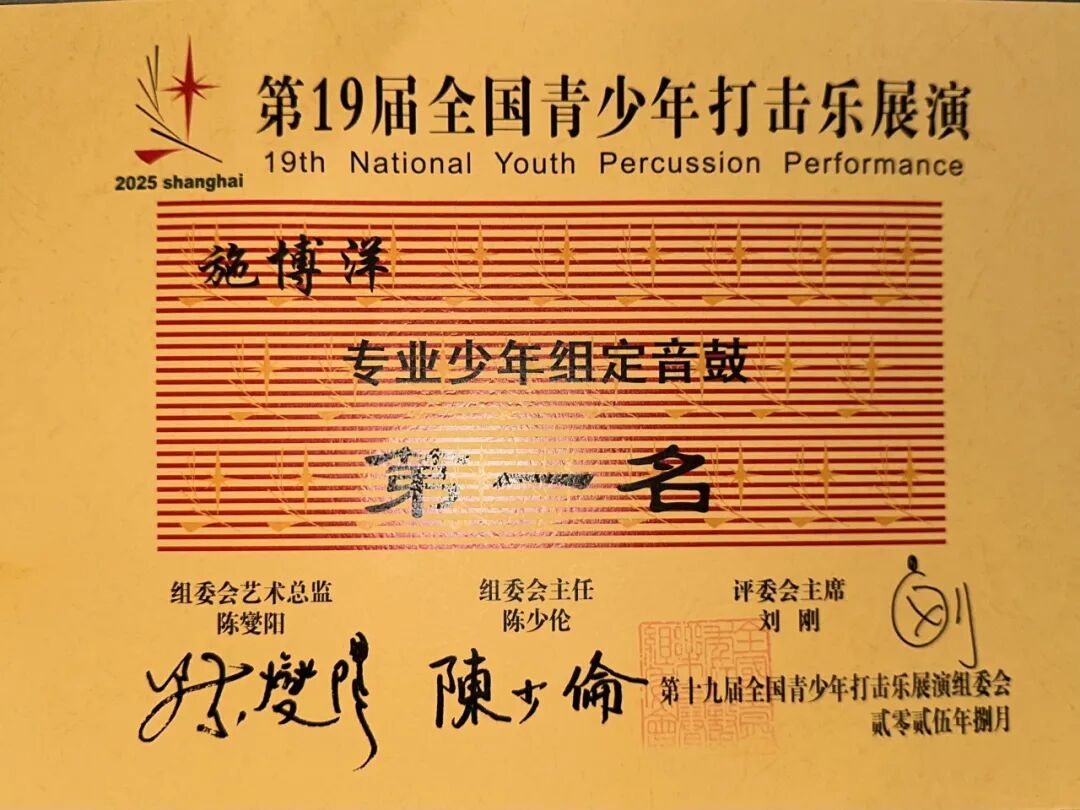 第19届全国青少年打击乐展演
19th National Youth Percussion Performance
2025 shanghai
施博洋
专业少年组定音鼓
第一名
组委会艺术总监
陈燮阳
组委会主任
陈少伦
评委会主席
刘刚
陈燮阳
陳少倫
第十九届全国青少年打击乐展演组委会
贰零贰伍年捌月